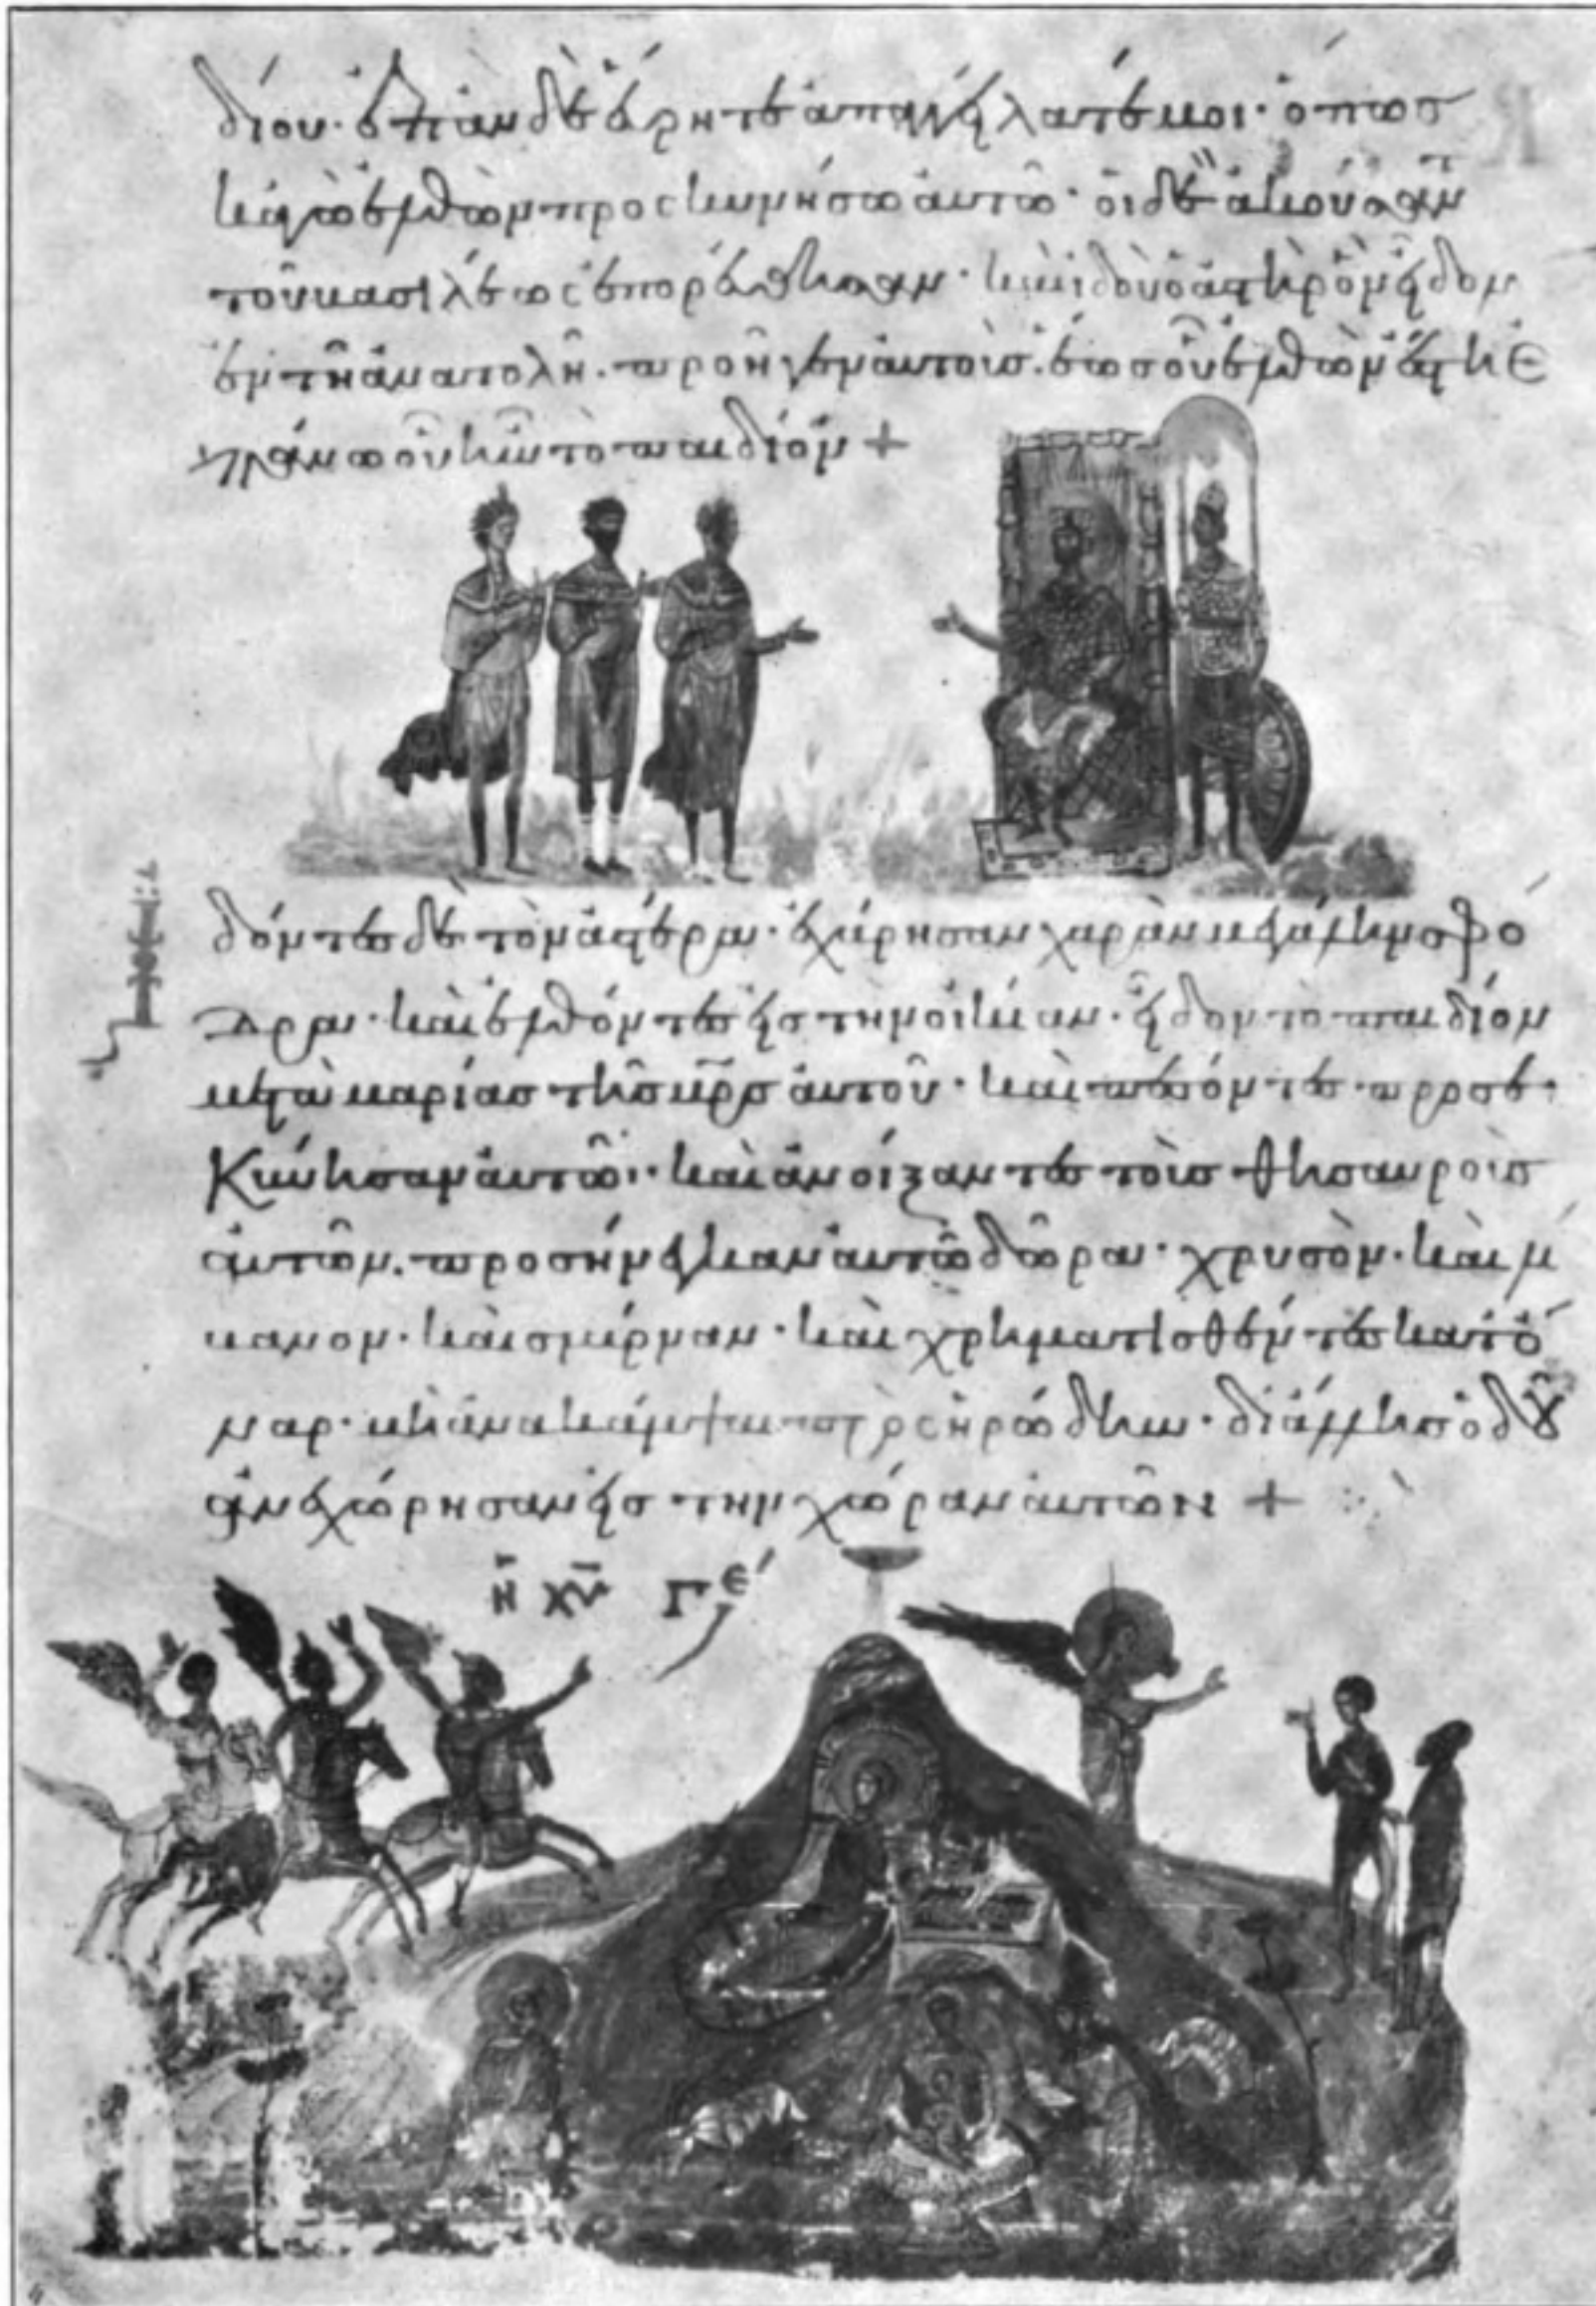 δίου· ἐπὰν δὲ εὕρητε ἀπαγγείλατέ μοι· ὅπως
κἀγὼ ἐλθὼν προσκυνήσω αὐτῶ· οἱ δὲ ἀκούσαν
τοῦ βασιλέως ἐπορεύθησαν· καὶ ἰδοὺ ὁ ἀστὴρ ὃν εἶδον
ἐν τῆ ἀνατολῆ· προῆγεν αὐτοὺς· ἕως οὗ ἐλθὼν ἔστη ἐ
πάνω οὗ ἦν τὸ παιδίον +
δόντες δὲ τὸν ἀστέρα· ἐχάρησαν χαρὰν μεγάλην σφό
δρα· καὶ ἐλθόντες εἰς τὴν οἰκίαν· εἶδον τὸ παιδίον
μετὰ μαρίας τῆς μρς αὐτοῦ· καὶ πεσόντες προσε
κύνησαν αὐτῶ· καὶ ἀνοίξαντες τοὺς θησαυροὺς
αὐτῶν· προσήνεγκαν αὐτῶ δῶρα· χρυσὸν· καὶ λί
βανον· καὶ σμύρναν· καὶ χρηματισθέντες κατ' ὄ
ναρ· μὴ ἀνακάμψαι πρὸς ἡρώδην· δι' ἄλλης ὁδοῦ
ἀνεχώρησαν εἰς τὴν χώραν αὐτῶν +
ἡ χυ γε